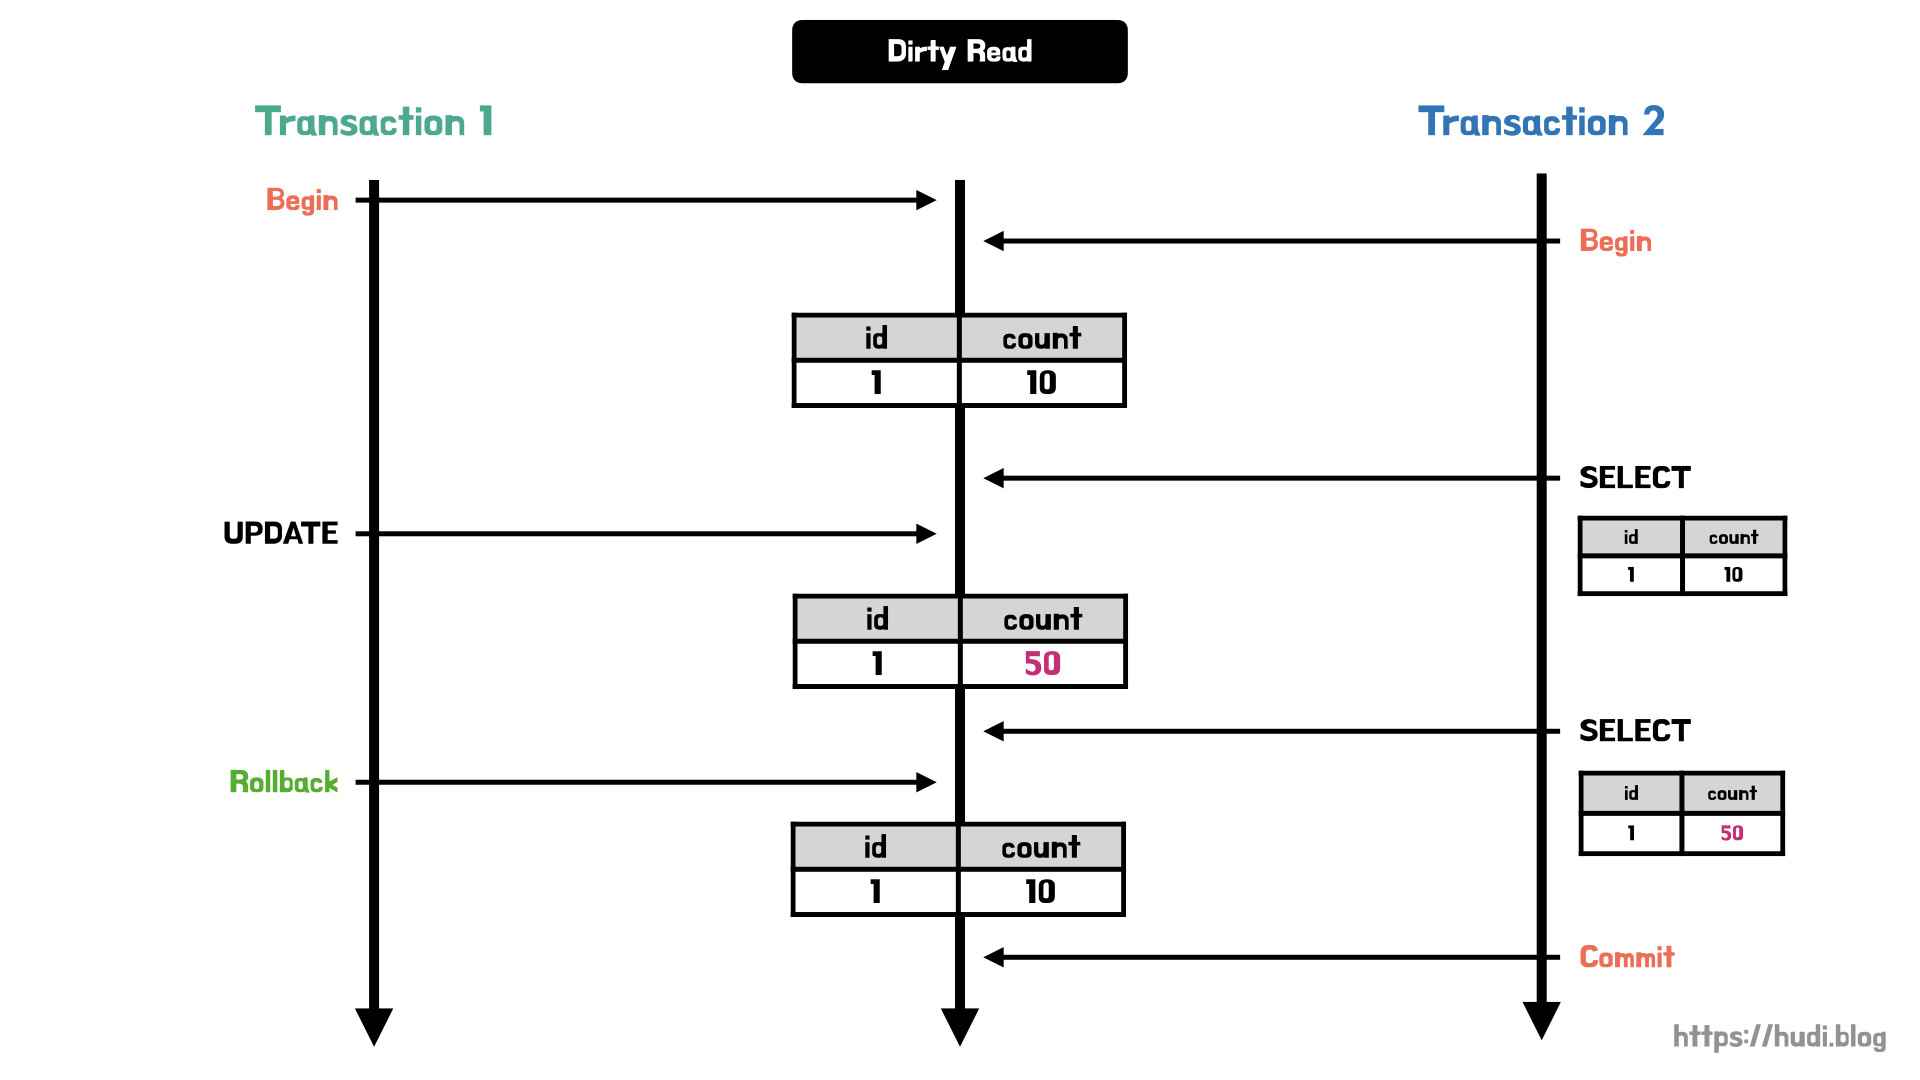 Dirty Read
Transaction 1
Transaction 2
Begin
Begin
id count
1 10
SELECT
UPDATE
id count
1 10
id count
1 50
SELECT
Rollback
id count
1 50
id count
1 10
Commit
https://hudi.blog